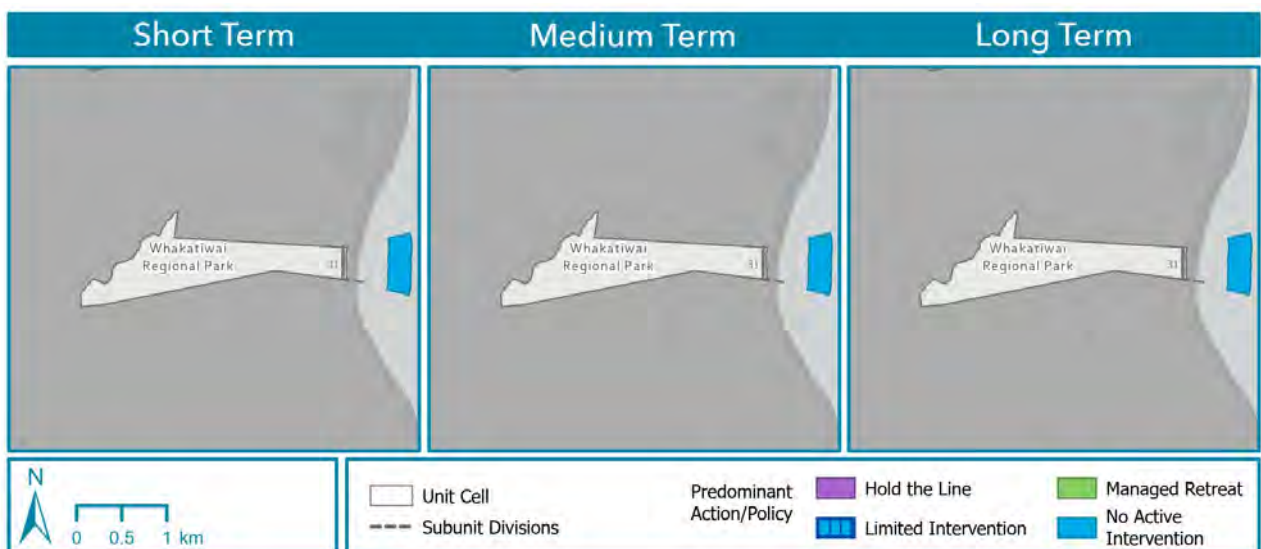 Short Term
Medium Term
Long Term
Whakatiwai
Regional Park
31
Whakatiwai
Regional Park
31
Whakatiwai
Regional Park
31
N
0 0.5 1 km
Unit Cell
Subunit Divisions
Predominant
Action/Policy
Hold the Line
Limited Intervention
Managed Retreat
No Active
Intervention